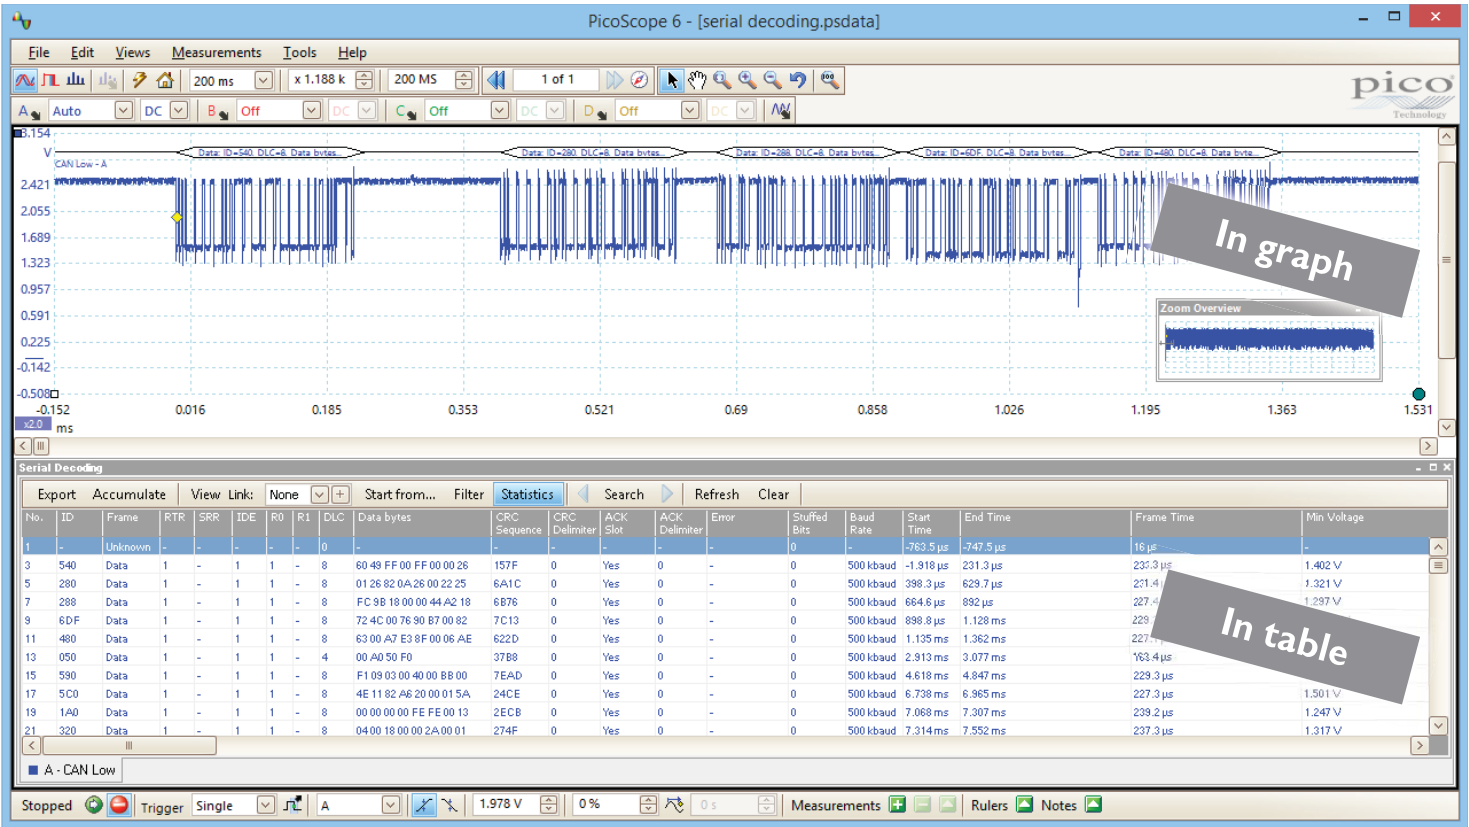 PicoScope 6 - [serial decoding.psdata]
File Edit Views Measurements Tools Help
200 ms x 1.188 k 200 MS 1 of 1
pico
Technology
A Auto DC B Off DC C Off DC D Off DC
3.154
V
CAN Low - A
Data: ID=540. DLC=8. Data bytes... Data: ID=280. DLC=8. Data bytes... Data: ID=288. DLC=8. Data bytes... Data: ID=6DF. DLC=8. Data bytes... Data: ID=480. DLC=8. Data byte...
2.421
2.055
1.689
1.323
0.957
0.591
0.225
-0.142
-0.508
In graph
Zoom Overview
-0.152 0.016 0.185 0.353 0.521 0.69 0.858 1.026 1.195 1.363 1.531
x2.0 ms
Serial Decoding
Export Accumulate View Link: None Start from... Filter Statistics Search Refresh Clear
No. ID Frame RTR SRR IDE R0 R1 DLC Data bytes CRC Sequence CRC Delimiter ACK Slot ACK Delimiter Error Stuffed Bits Baud Rate Start Time End Time Frame Time Min Voltage
1 - Unknown - - - - - 0 - - - - - - 0 - -763.5 µs -747.5 µs 16 µs -
3 540 Data 1 - 1 1 - 8 60 49 FF 00 FF 00 00 26 157F 0 Yes 0 - 0 500 kbaud -1.918 µs 231.3 µs 233.3 µs 1.402 V
5 280 Data 1 - 1 1 - 8 01 26 82 0A 26 00 22 25 6A1C 0 Yes 0 - 0 500 kbaud 398.3 µs 629.7 µs 231.4 µs 1.321 V
7 288 Data 1 - 1 1 - 8 FC 9B 18 00 00 44 A2 18 6B76 0 Yes 0 - 0 500 kbaud 664.6 µs 892 µs 227.4 1.297 V
9 6DF Data 1 - 1 1 - 8 72 4C 00 76 90 B7 00 82 7C13 0 Yes 0 - 0 500 kbaud 898.8 µs 1.128 ms 229.
11 480 Data 1 - 1 1 - 8 63 00 A7 E3 8F 00 06 AE 622D 0 Yes 0 - 0 500 kbaud 1.135 ms 1.362 ms 227.
13 050 Data 1 - 1 1 - 4 00 A0 50 F0 37B8 0 Yes 0 - 0 500 kbaud 2.913 ms 3.077 ms 163.4 µs
15 590 Data 1 - 1 1 - 8 F1 09 03 00 40 00 BB 00 7EAD 0 Yes 0 - 0 500 kbaud 4.618 ms 4.847 ms 229.3 µs
17 5C0 Data 1 - 1 1 - 8 4E 11 82 A6 20 00 01 5A 24CE 0 Yes 0 - 0 500 kbaud 6.738 ms 6.965 ms 227.3 µs 1.501 V
19 1A0 Data 1 - 1 1 - 8 00 00 00 00 FE FE 00 13 2ECB 0 Yes 0 - 0 500 kbaud 7.068 ms 7.307 ms 239.2 µs 1.247 V
21 320 Data 1 - 1 1 - 8 04 00 18 00 00 2A 00 01 274F 0 Yes 0 - 0 500 kbaud 7.314 ms 7.552 ms 237.3 µs 1.317 V
In table
A - CAN Low
Stopped Trigger Single A 1.978 V 0 % 0 s Measurements Rulers Notes